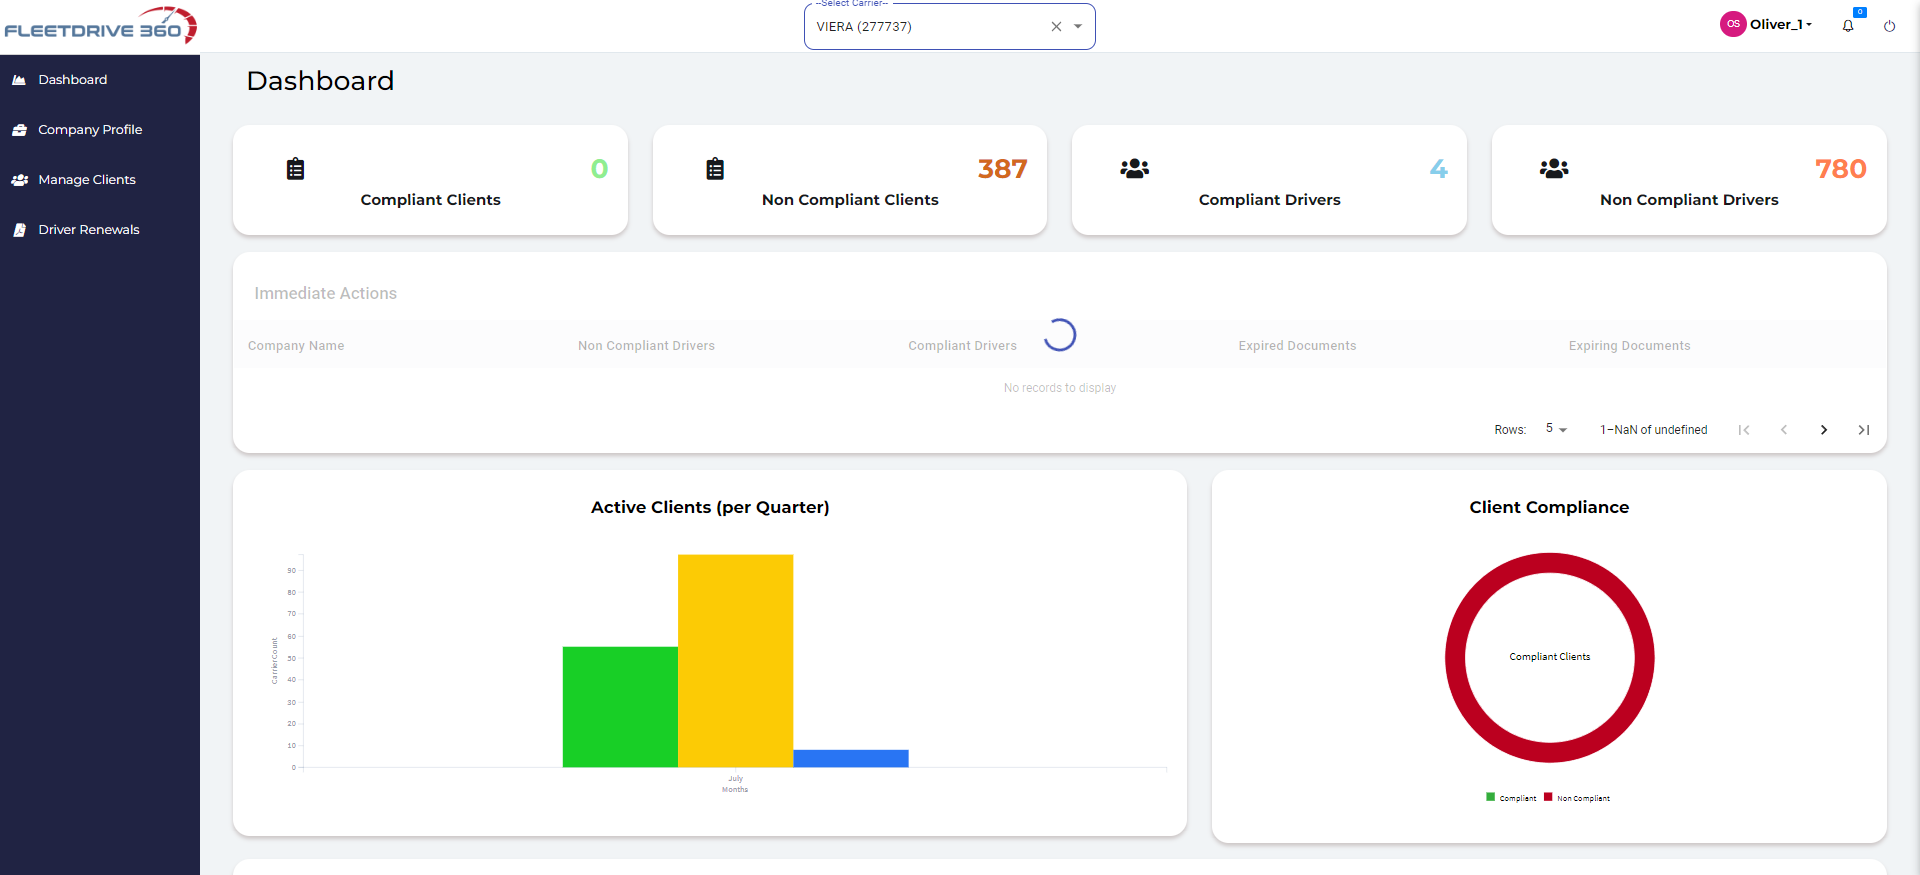 FLEETDRIVE 360
--Select Carrier--
VIERA (277737)
OS
Oliver_1
0
Dashboard
Company Profile
Manage Clients
Driver Renewals
Dashboard
0
Compliant Clients
387
Non Compliant Clients
4
Compliant Drivers
780
Non Compliant Drivers
Immediate Actions
Company Name
Non Compliant Drivers
Compliant Drivers
Expired Documents
Expiring Documents
No records to display
Rows:
5
1–NaN of undefined
Active Clients (per Quarter)
90
80
70
60
50
40
30
20
10
0
CarrierCount
July
Months
Client Compliance
Compliant Clients
Compliant
Non Compliant